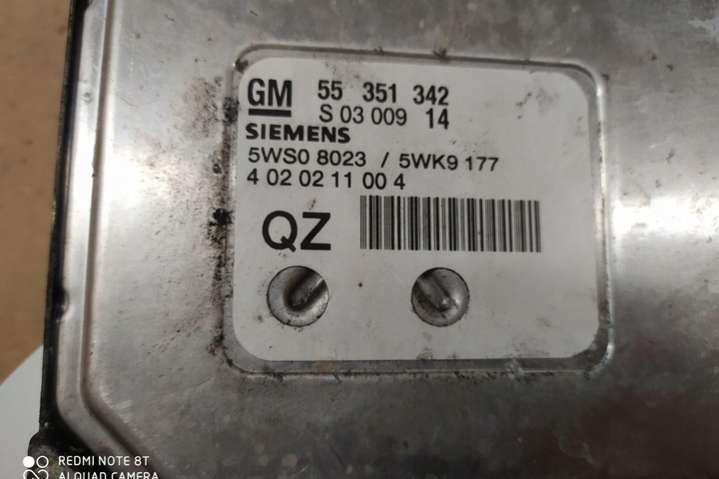 GM 55 351 342
S 03 009 14
SIEMENS
5WS0 8023 / 5WK9 177
4 02 02 11 00 4
QZ
REDMI NOTE 8T
AI QUAD CAMERA